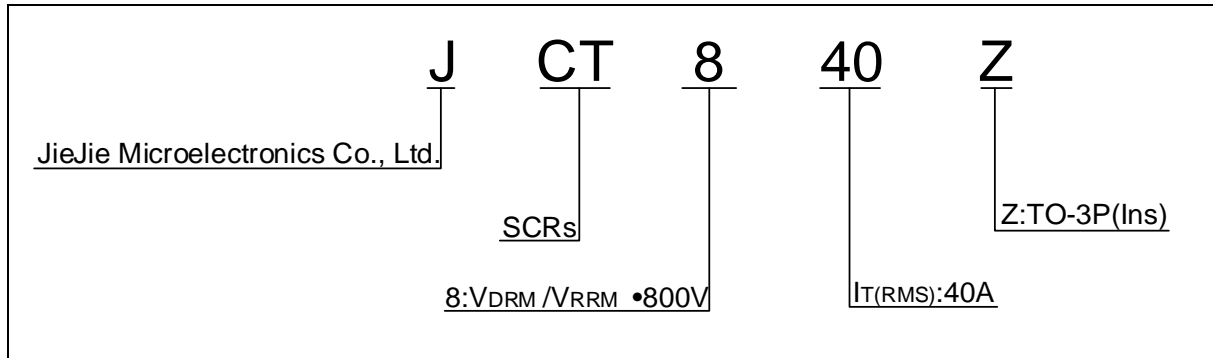 J CT 8 40 Z
JieJie Microelectronics Co., Ltd.
Z:TO-3P(Ins)
SCRs
8:VDRM /VRRM •800V
IT(RMS):40A